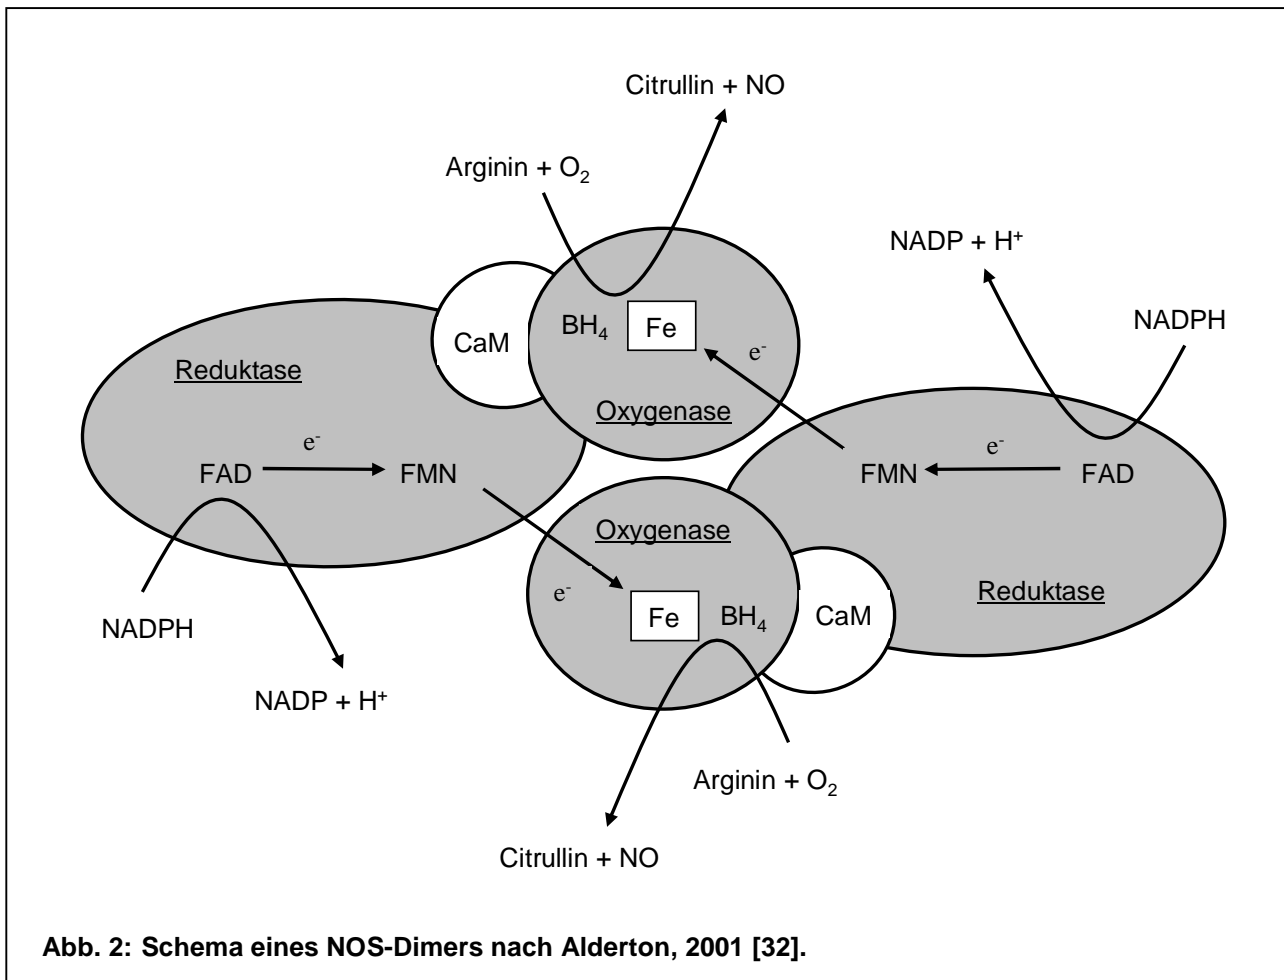 Citrullin + NO
Arginin + O₂
NADP + H⁺
NADPH
CaM
BH₄
Fe
e⁻
Reduktase
Oxygenase
e⁻
FAD
FMN
e⁻
FMN
FAD
Oxygenase
e⁻
Fe
BH₄
CaM
Reduktase
NADPH
NADP + H⁺
Arginin + O₂
Citrullin + NO
Abb. 2: Schema eines NOS-Dimers nach Alderton, 2001 [32].